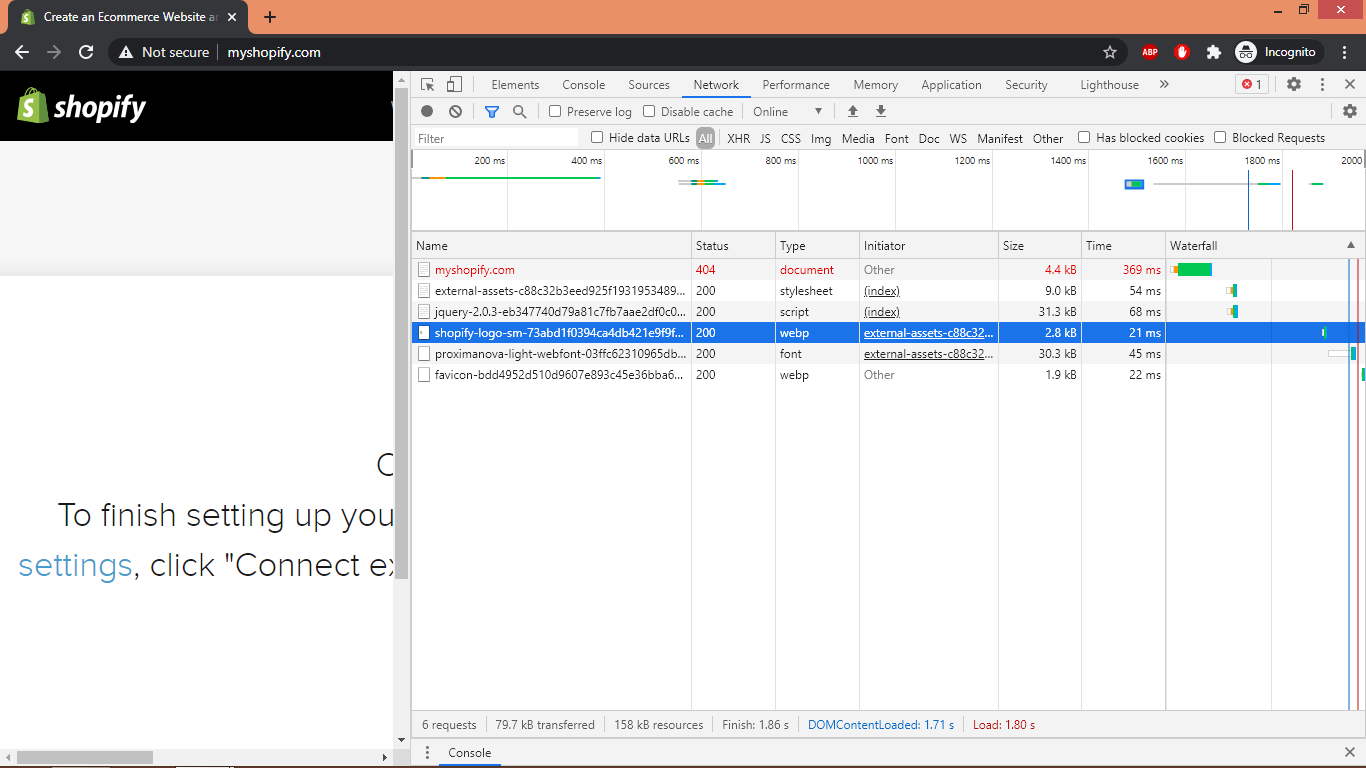 Create an Ecommerce Website an
Not secure myshopify.com
ABP Incognito
shopify
To finish setting up you
settings, click "Connect ex
Elements Console Sources Network Performance Memory Application Security Lighthouse 1
Preserve log Disable cache Online
Filter Hide data URLs All XHR JS CSS Img Media Font Doc WS Manifest Other Has blocked cookies Blocked Requests
200 ms 400 ms 600 ms 800 ms 1000 ms 1200 ms 1400 ms 1600 ms 1800 ms 2000
Name Status Type Initiator Size Time Waterfall
myshopify.com 404 document Other 4.4 kB 369 ms
external-assets-c88c32b3eed925f1931953489... 200 stylesheet (index) 9.0 kB 54 ms
jquery-2.0.3-eb347740d79a81c7fb7aae2df0c0... 200 script (index) 31.3 kB 68 ms
shopify-logo-sm-73abd1f0394ca4db421e9f9f... 200 webp external-assets-c88c32... 2.8 kB 21 ms
proximanova-light-webfont-03ffc62310965db... 200 font external-assets-c88c32... 30.3 kB 45 ms
favicon-bdd4952d510d9607e893c45e36bba6... 200 webp Other 1.9 kB 22 ms
6 requests 79.7 kB transferred 158 kB resources Finish: 1.86 s DOMContentLoaded: 1.71 s Load: 1.80 s
Console